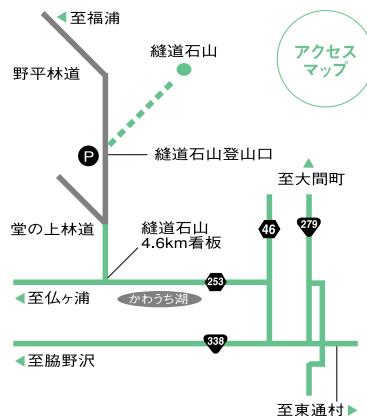 至福浦
アクセス
マップ
縫道石山
野平林道
P
縫道石山登山口
至大間町
堂の上林道
縫道石山
4.6km看板
46
279
253
至仏ヶ浦
かわうち湖
338
至脇野沢
至東通村